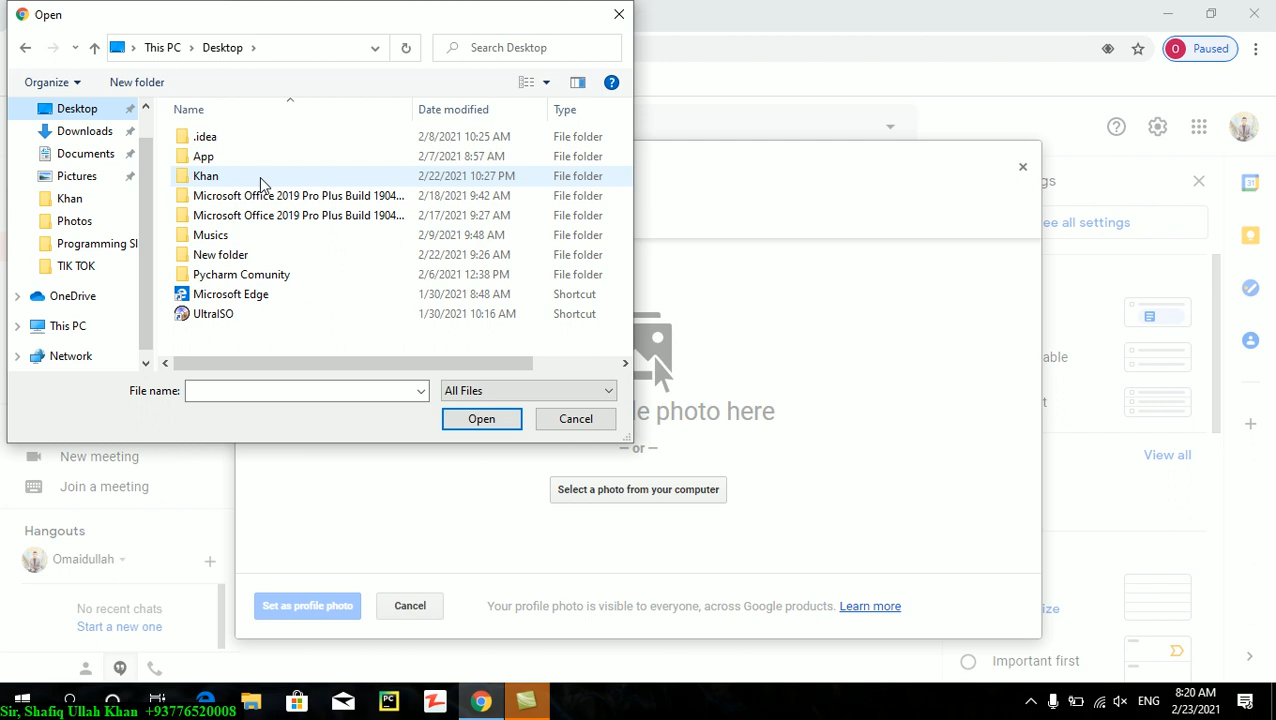 Open
This PC
Desktop
Search Desktop
Paused
O
Organize
New folder
Name
Date modified
Type
Desktop
Downloads
Documents
Pictures
Khan
Photos
Programming Sl
TIK TOK
OneDrive
This PC
Network
.idea 2/8/2021 10:25 AM File folder
App 2/7/2021 8:57 AM File folder
Khan 2/22/2021 10:27 PM File folder
Microsoft Office 2019 Pro Plus Build 1904... 2/18/2021 9:42 AM File folder
Microsoft Office 2019 Pro Plus Build 1904... 2/17/2021 9:27 AM File folder
Musics 2/9/2021 9:48 AM File folder
New folder 2/22/2021 9:26 AM File folder
Pycharm Comunity 2/6/2021 12:38 PM File folder
Microsoft Edge 1/30/2021 8:48 AM Shortcut
UltraISO 1/30/2021 10:16 AM Shortcut
File name:
All Files
Open
Cancel
gs
ee all settings
31
able
t
View all
ize
Important first
le photo here
— or —
Select a photo from your computer
Set as profile photo
Cancel
Your profile photo is visible to everyone, across Google products. Learn more
New meeting
Join a meeting
Hangouts
Omaidullah
No recent chats
Start a new one
PC
ENG
8:20 AM
2/23/2021
Sir, Shafiq Ullah Khan +93776520008